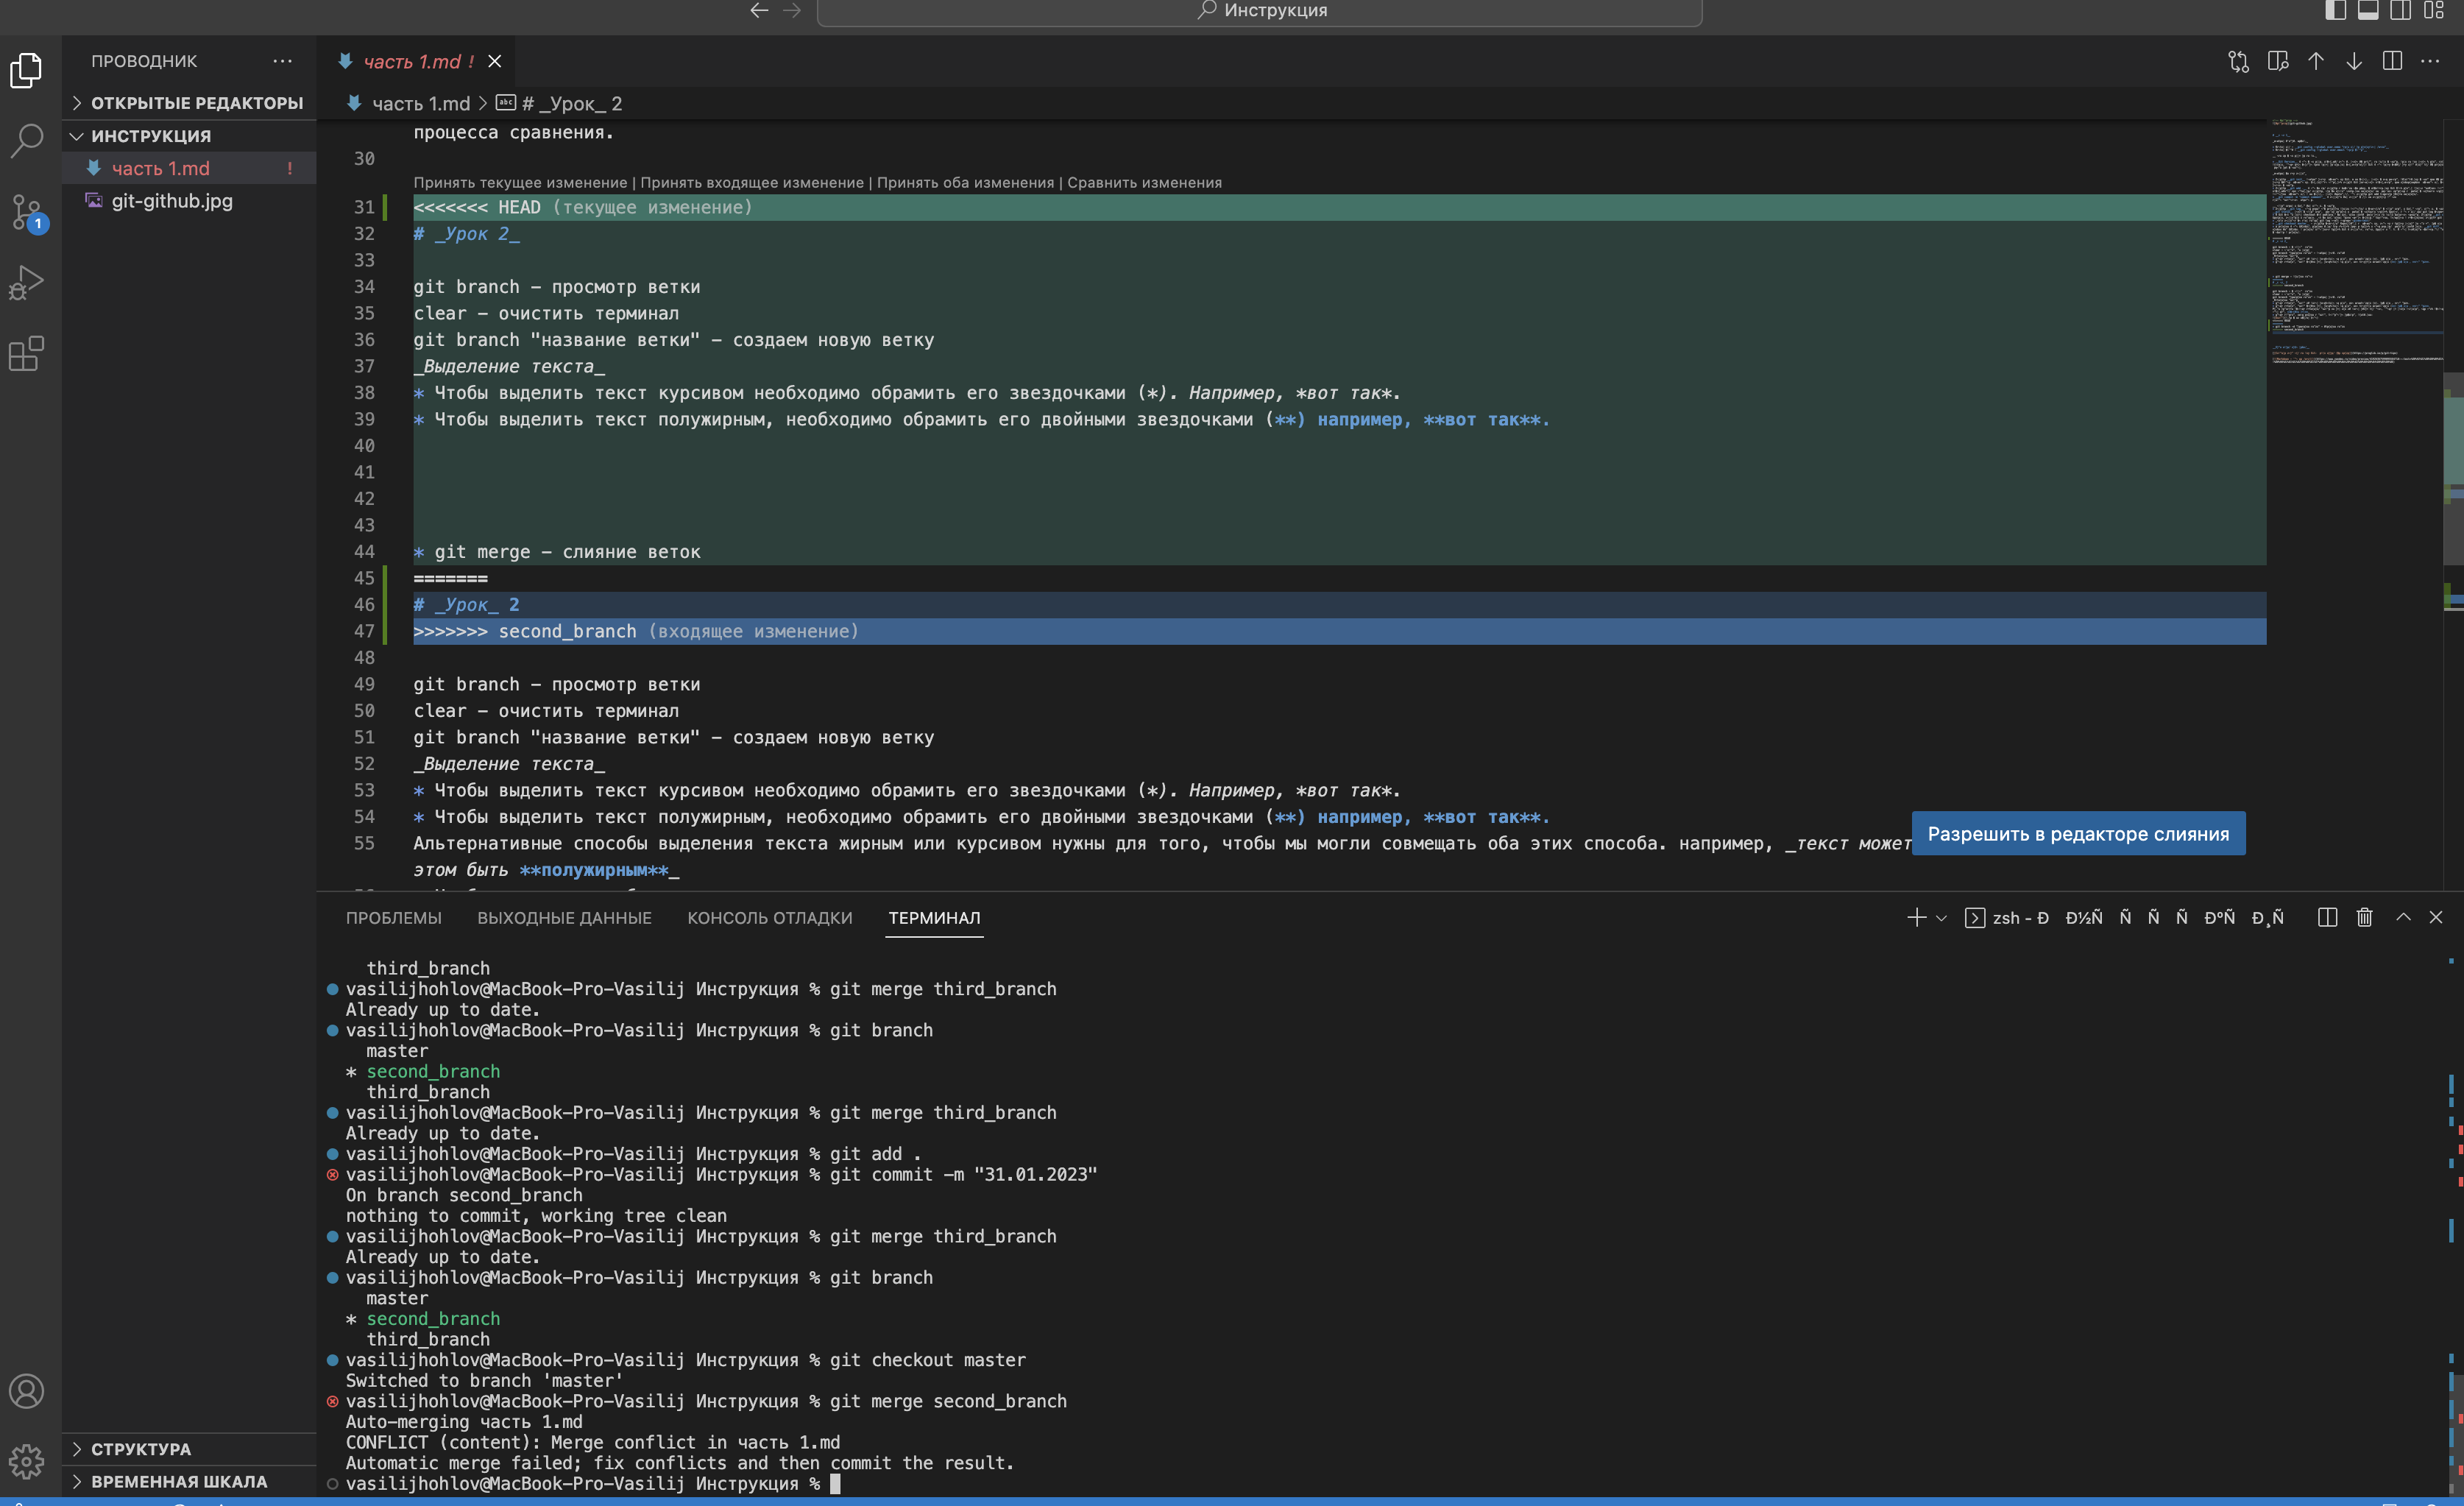 Инструкция
ПРОВОДНИК
ОТКРЫТЫЕ РЕДАКТОРЫ
ИНСТРУКЦИЯ
часть 1.md !
git-github.jpg
1
СТРУКТУРА
ВРЕМЕННАЯ ШКАЛА
часть 1.md !
часть 1.md > abc # _Урок_ 2
процесса сравнения.
30
Принять текущее изменение | Принять входящее изменение | Принять оба изменения | Сравнить изменения
31 <<<<<<< HEAD (текущее изменение)
32 # _Урок 2_
33
34 git branch - просмотр ветки
35 clear - очистить терминал
36 git branch "название ветки" - создаем новую ветку
37 _Выделение текста_
38 * Чтобы выделить текст курсивом необходимо обрамить его звездочками (*). Например, *вот так*.
39 * Чтобы выделить текст полужирным, необходимо обрамить его двойными звездочками (**) например, **вот так**.
40
41
42
43
44 * git merge - слияние веток
45 =======
46 # _Урок_ 2
47 >>>>>>> second_branch (входящее изменение)
48
49 git branch - просмотр ветки
50 clear - очистить терминал
51 git branch "название ветки" - создаем новую ветку
52 _Выделение текста_
53 * Чтобы выделить текст курсивом необходимо обрамить его звездочками (*). Например, *вот так*.
54 * Чтобы выделить текст полужирным, необходимо обрамить его двойными звездочками (**) например, **вот так**.
55 Альтернативные способы выделения текста жирным или курсивом нужны для того, чтобы мы могли совмещать оба этих способа. например, _текст может
этом быть **полужирным**_
Разрешить в редакторе слияния
ПРОБЛЕМЫ ВЫХОДНЫЕ ДАННЫЕ КОНСОЛЬ ОТЛАДКИ ТЕРМИНАЛ
zsh - Ð Ð½Ñ Ñ Ñ Ñ ÐºÑ Ð¸Ñ
third_branch
vasilijhohlov@MacBook-Pro-Vasilij Инструкция % git merge third_branch
Already up to date.
vasilijhohlov@MacBook-Pro-Vasilij Инструкция % git branch
master
* second_branch
third_branch
vasilijhohlov@MacBook-Pro-Vasilij Инструкция % git merge third_branch
Already up to date.
vasilijhohlov@MacBook-Pro-Vasilij Инструкция % git add .
vasilijhohlov@MacBook-Pro-Vasilij Инструкция % git commit -m "31.01.2023"
On branch second_branch
nothing to commit, working tree clean
vasilijhohlov@MacBook-Pro-Vasilij Инструкция % git merge third_branch
Already up to date.
vasilijhohlov@MacBook-Pro-Vasilij Инструкция % git branch
master
* second_branch
third_branch
vasilijhohlov@MacBook-Pro-Vasilij Инструкция % git checkout master
Switched to branch 'master'
vasilijhohlov@MacBook-Pro-Vasilij Инструкция % git merge second_branch
Auto-merging часть 1.md
CONFLICT (content): Merge conflict in часть 1.md
Automatic merge failed; fix conflicts and then commit the result.
vasilijhohlov@MacBook-Pro-Vasilij Инструкция %